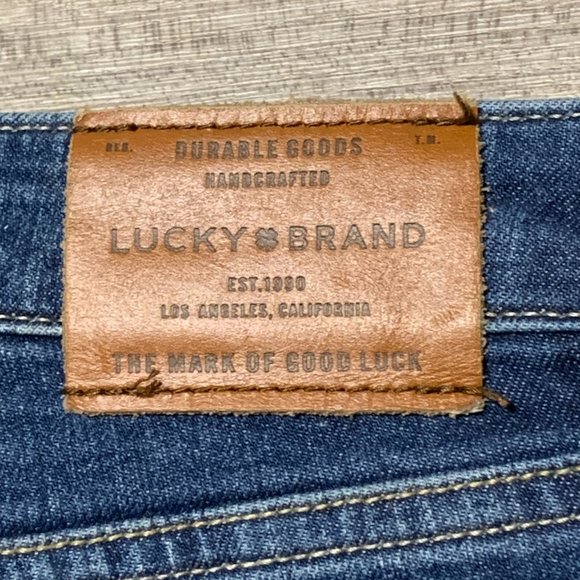 REG. DURABLE GOODS T.M.
HANDCRAFTED
LUCKY BRAND
EST.1990
LOS ANGELES, CALIFORNIA
THE MARK OF GOOD LUCK